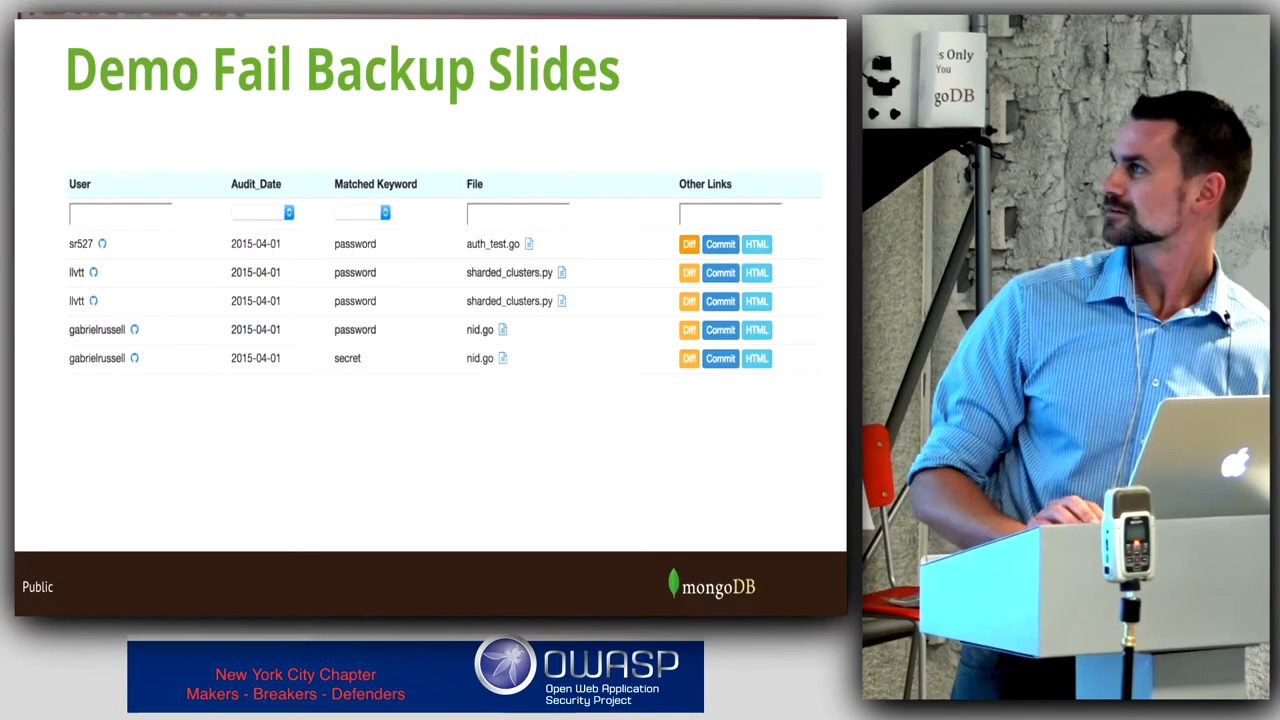 Demo Fail Backup Slides
User Audit_Date Matched Keyword File Other Links
sr527 2015-04-01 password auth_test.go Diff Commit HTML
llvtt 2015-04-01 password sharded_clusters.py Diff Commit HTML
llvtt 2015-04-01 password sharded_clusters.py Diff Commit HTML
gabrielrussell 2015-04-01 password nid.go Diff Commit HTML
gabrielrussell 2015-04-01 secret nid.go Diff Commit HTML
Public
mongoDB
s Only
You
goDB
New York City Chapter
Makers - Breakers - Defenders
OWASP
Open Web Application
Security Project